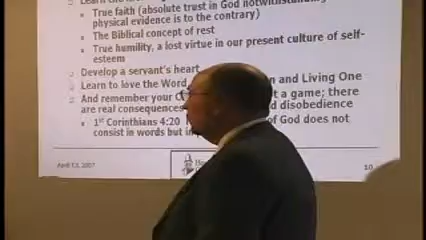 True faith (absolute trust in God notwithstanding
physical evidence is to the contrary)
The Biblical concept of rest
True humility, a lost virtue in our present culture of self-
esteem
Develop a servant's heart
Learn to love the Word and Living One
And remember your t a game; there
are real consequences d disobedience
1st Corinthians 4:20 of God does not
consist in words but in
April 13, 2007
10